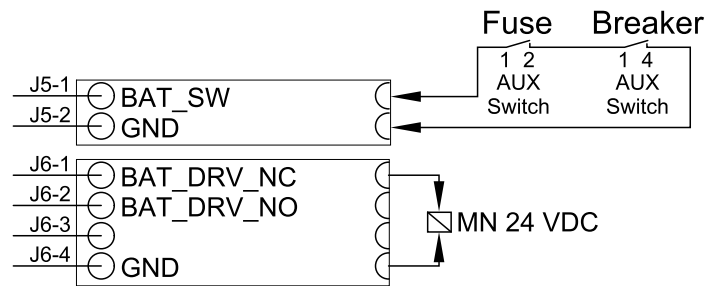 Fuse Breaker
1 2 1 4
AUX AUX
Switch Switch
J5-1 BAT_SW
J5-2 GND
J6-1 BAT_DRV_NC
J6-2 BAT_DRV_NO
MN 24 VDC
J6-3
J6-4 GND